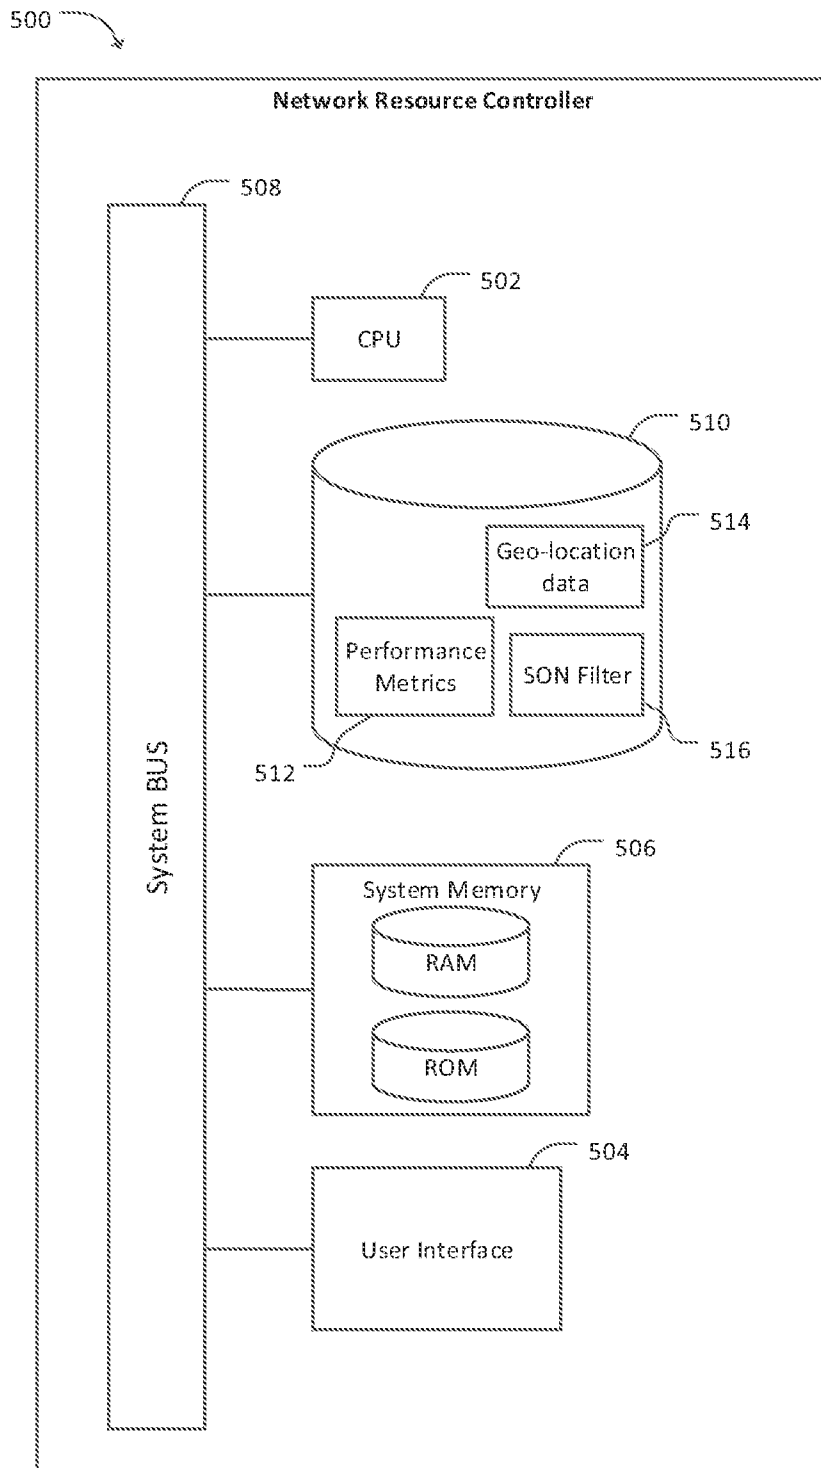 500
Network Resource Controller
508
502
CPU
510
514
Geo-location
data
Performance
Metrics
SON Filter
512
516
System BUS
506
System Memory
RAM
ROM
504
User Interface